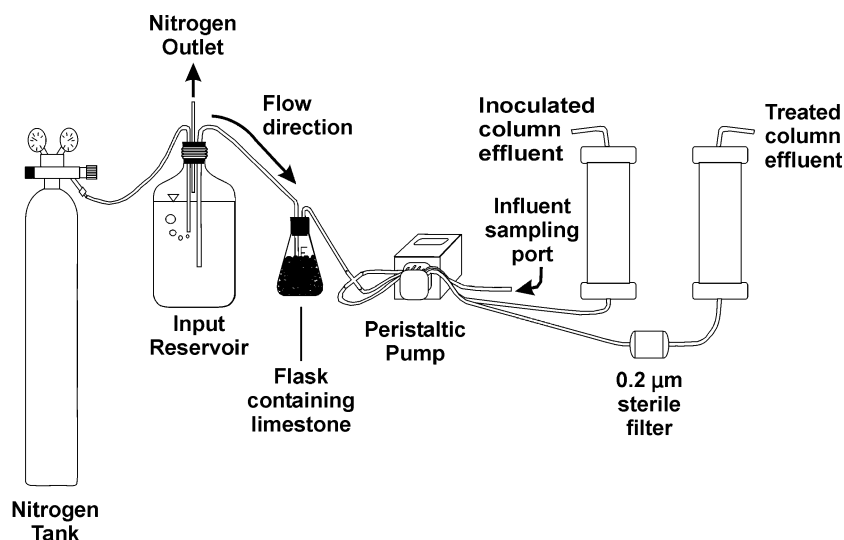 Nitrogen
Outlet
Flow
direction
Inoculated
column
effluent
Treated
column
effluent
Influent
sampling
port
Input
Reservoir
Peristaltic
Pump
Flask
containing
limestone
0.2 µm
sterile
filter
Nitrogen
Tank